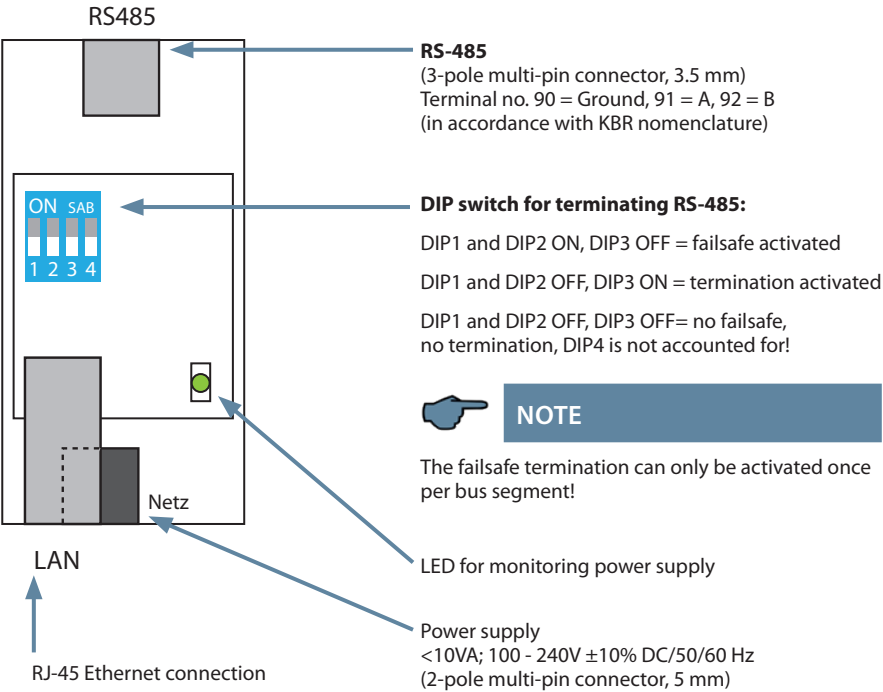 RS485
RS-485
(3-pole multi-pin connector, 3.5 mm)
Terminal no. 90 = Ground, 91 = A, 92 = B
(in accordance with KBR nomenclature)
ON SAB
1 2 3 4
DIP switch for terminating RS-485:
DIP1 and DIP2 ON, DIP3 OFF = failsafe activated
DIP1 and DIP2 OFF, DIP3 ON = termination activated
DIP1 and DIP2 OFF, DIP3 OFF= no failsafe,
no termination, DIP4 is not accounted for!
NOTE
The failsafe termination can only be activated once
per bus segment!
Netz
LAN
LED for monitoring power supply
Power supply
<10VA; 100 - 240V ±10% DC/50/60 Hz
(2-pole multi-pin connector, 5 mm)
RJ-45 Ethernet connection